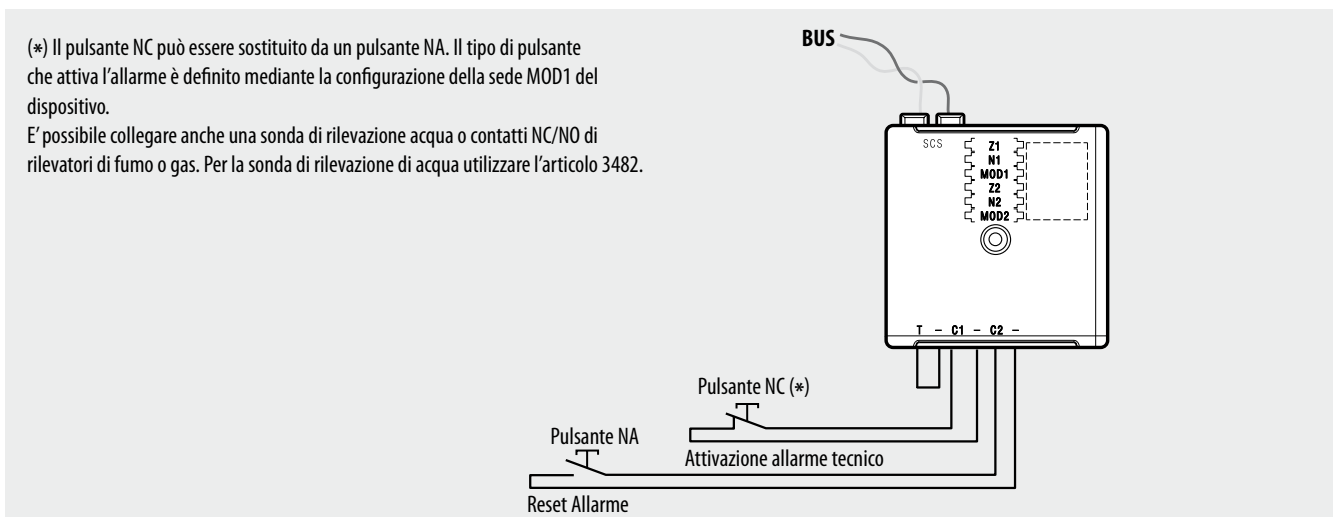 (*) Il pulsante NC può essere sostituito da un pulsante NA. Il tipo di pulsante
che attiva l'allarme è definito mediante la configurazione della sede MOD1 del
dispositivo.
E' possibile collegare anche una sonda di rilevazione acqua o contatti NC/NO di
rilevatori di fumo o gas. Per la sonda di rilevazione di acqua utilizzare l'articolo 3482.
BUS
SCS
Z1
N1
MOD1
Z2
N2
MOD2
T – C1 – C2 –
Pulsante NC (*)
Attivazione allarme tecnico
Pulsante NA
Reset Allarme